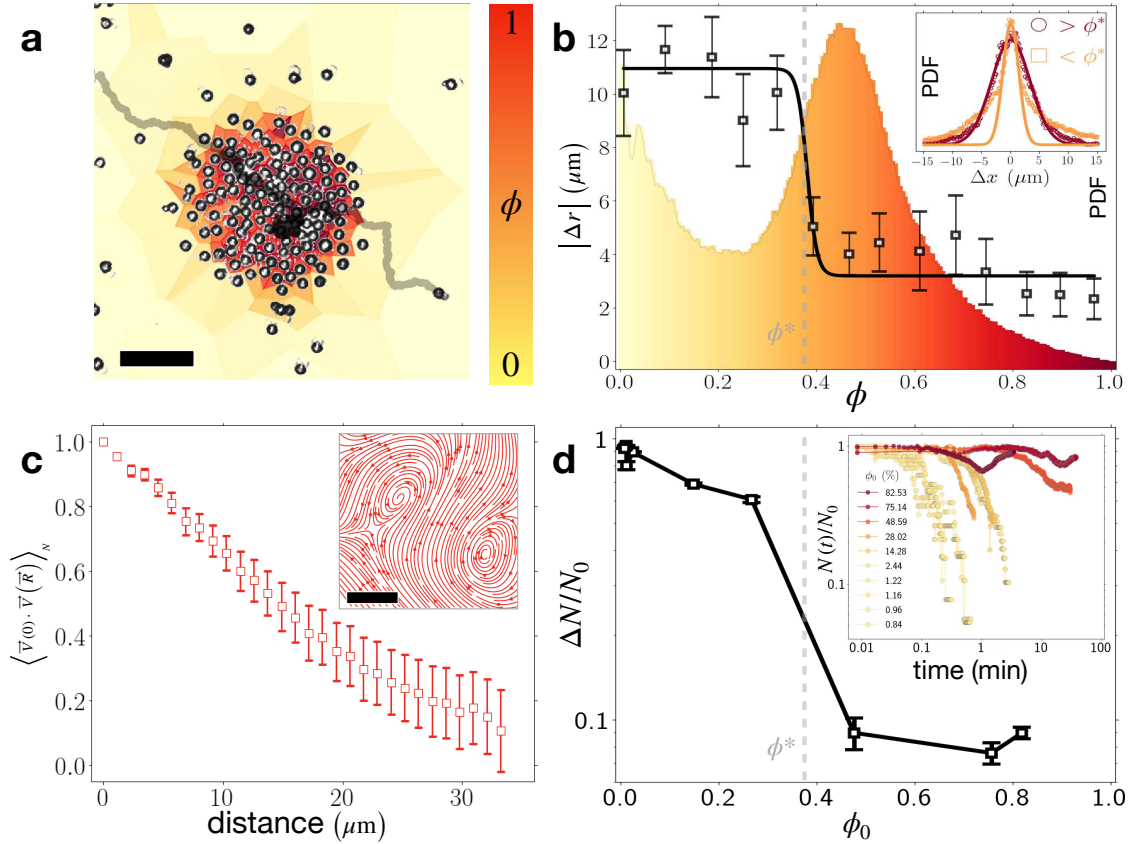 a
1
ϕ
0
b
12
10
8
6
4
2
0
|Δr| (μm)
0.0 0.2 0.4 0.6 0.8 1.0
ϕ
ϕ*
PDF
PDF
○ > ϕ*
□ < ϕ*
−15 −10 −5 0 5 10 15
Δx (μm)
c
1.0
0.8
0.6
0.4
0.2
0.0
⟨v⃗(0) · v⃗(R⃗)⟩_N
0 10 20 30
distance (μm)
d
1
0.1
ΔN/N₀
0.0 0.2 0.4 0.6 0.8 1.0
ϕ₀
ϕ*
1
0.1
N(t)/N₀
ϕ₀ (%)
82.53
75.14
48.59
28.02
14.28
2.44
1.22
1.16
0.96
0.84
0.01 0.1 1 10 100
time (min)